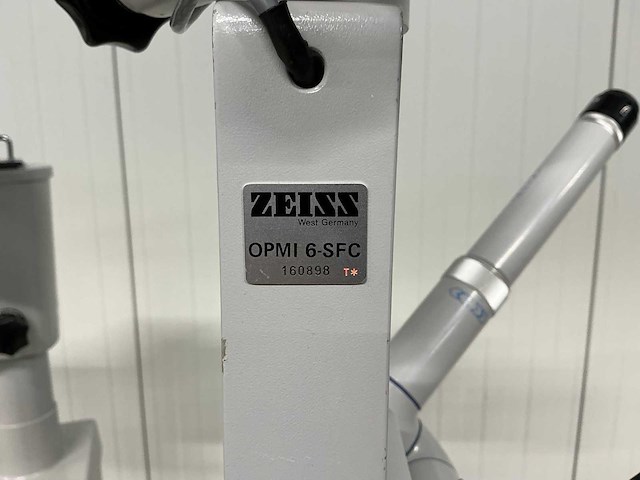 ZEISS
West Germany
OPMI 6-SFC
160898 T*